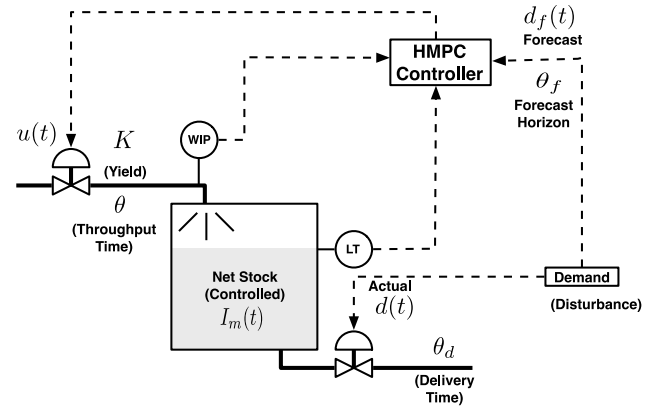 d_f(t)
Forecast
HMPC
Controller
θ_f
Forecast
Horizon
u(t)
K
(Yield)
WIP
θ
(Throughput
Time)
LT
Net Stock
(Controlled)
I_m(t)
Demand
(Disturbance)
Actual
d(t)
θ_d
(Delivery
Time)